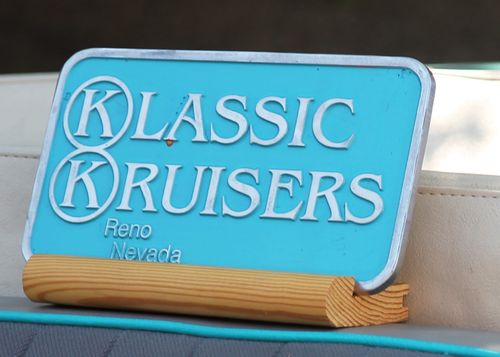 KLASSIC
KRUISERS
Reno
Nevada